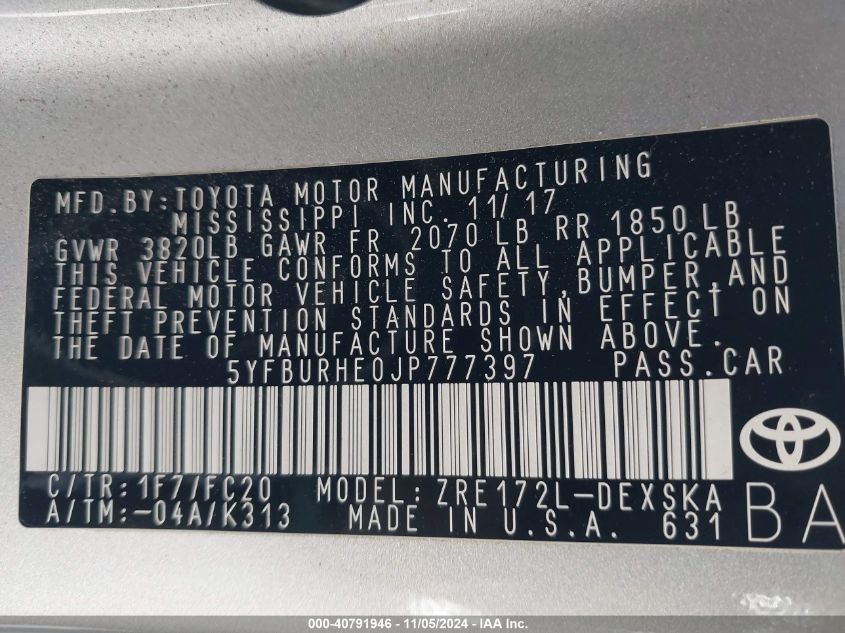 MFD.BY:TOYOTA MOTOR MANUFACTURING
MISSISSIPPI INC. 11/17
GVWR 3820LB GAWR FR 2070 LB RR 1850 LB
THIS VEHICLE CONFORMS TO ALL APPLICABLE
FEDERAL MOTOR VEHICLE SAFETY,BUMPER,AND
THEFT PREVENTION STANDARDS IN EFFECT ON
THE DATE OF MANUFACTURE SHOWN ABOVE.
5YFBURHE0JP777397 PASS.CAR
C/TR:1F7/FC20 MODEL:ZRE172L-DEXSKA
A/TM:-04A/K313 MADE IN U.S.A. 631
BA
000-40791946 | 11/05/2024 - IAA Inc.